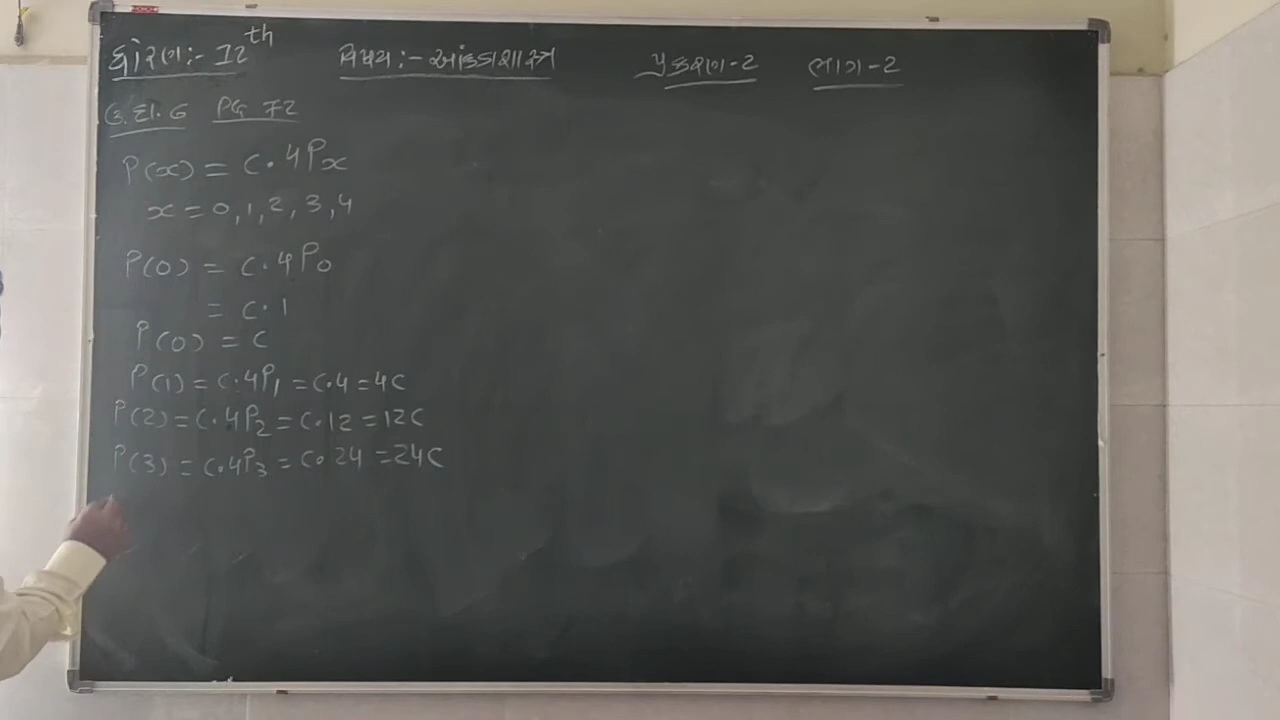 ધોરણ:- 12th વિષય:- આંકડાશાસ્ત્ર પ્રકરણ-2 ભાગ-2
ઉ.દા.6 PG 72
P(x) = C. 4Px
x = 0, 1, 2, 3, 4
P(0) = C. 4P0
= C. 1
P(0) = C
P(1) = C. 4P1 = C. 4 = 4C
P(2) = C. 4P2 = C. 12 = 12C
P(3) = C. 4P3 = C. 24 = 24C